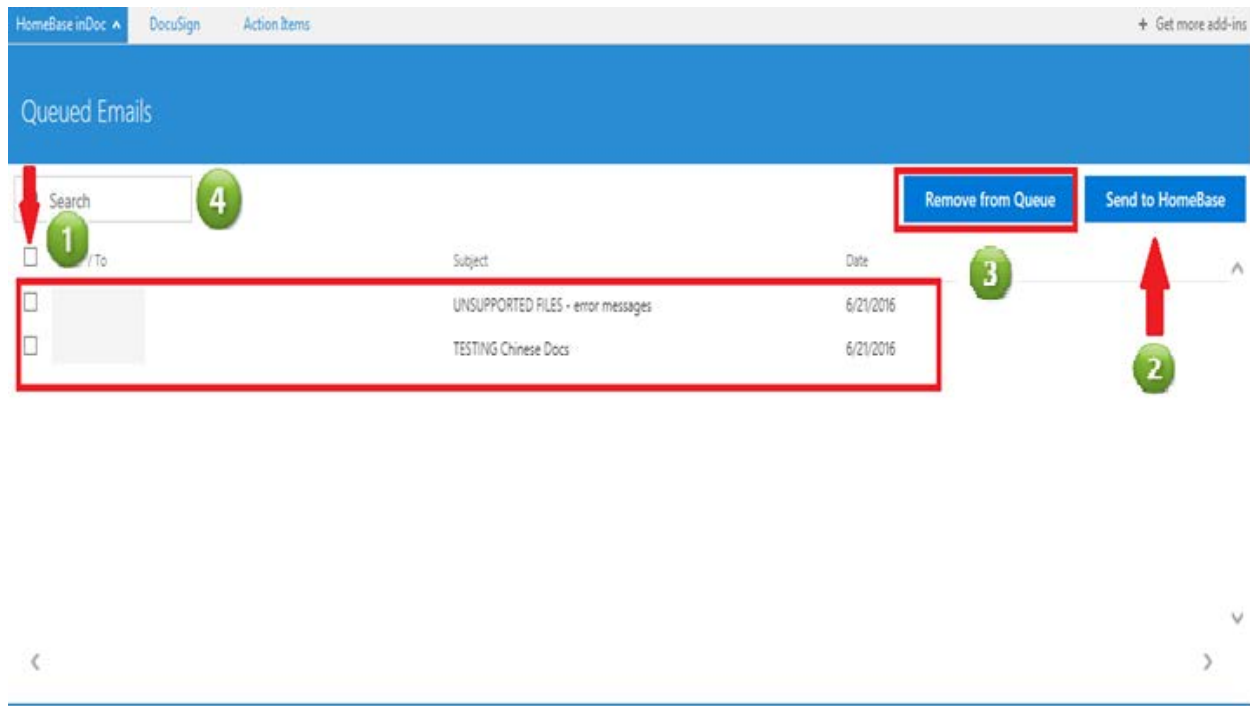 HomeBase inDoc DocuSign Action Items + Get more add-ins
Queued Emails
Search 4 Remove from Queue Send to HomeBase
1 / To Subject Date 3
UNSUPPORTED FILES - error messages 6/21/2016
TESTING Chinese Docs 6/21/2016
2